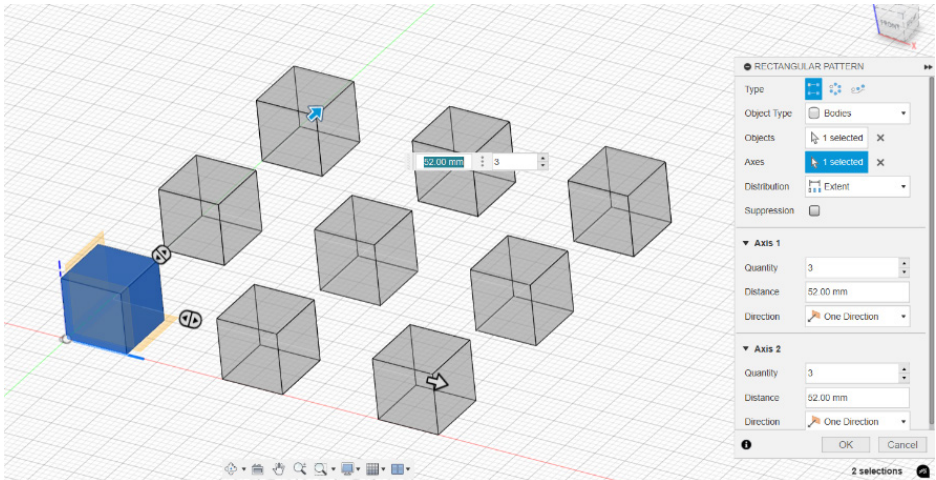 FRONT
X
RECTANGULAR PATTERN
Type
Object Type Bodies
Objects 1 selected
Axes 1 selected
Distribution Extent
Suppression
52.00 mm 3
Axis 1
Quantity 3
Distance 52.00 mm
Direction One Direction
Axis 2
Quantity 3
Distance 52.00 mm
Direction One Direction
OK Cancel
2 selections